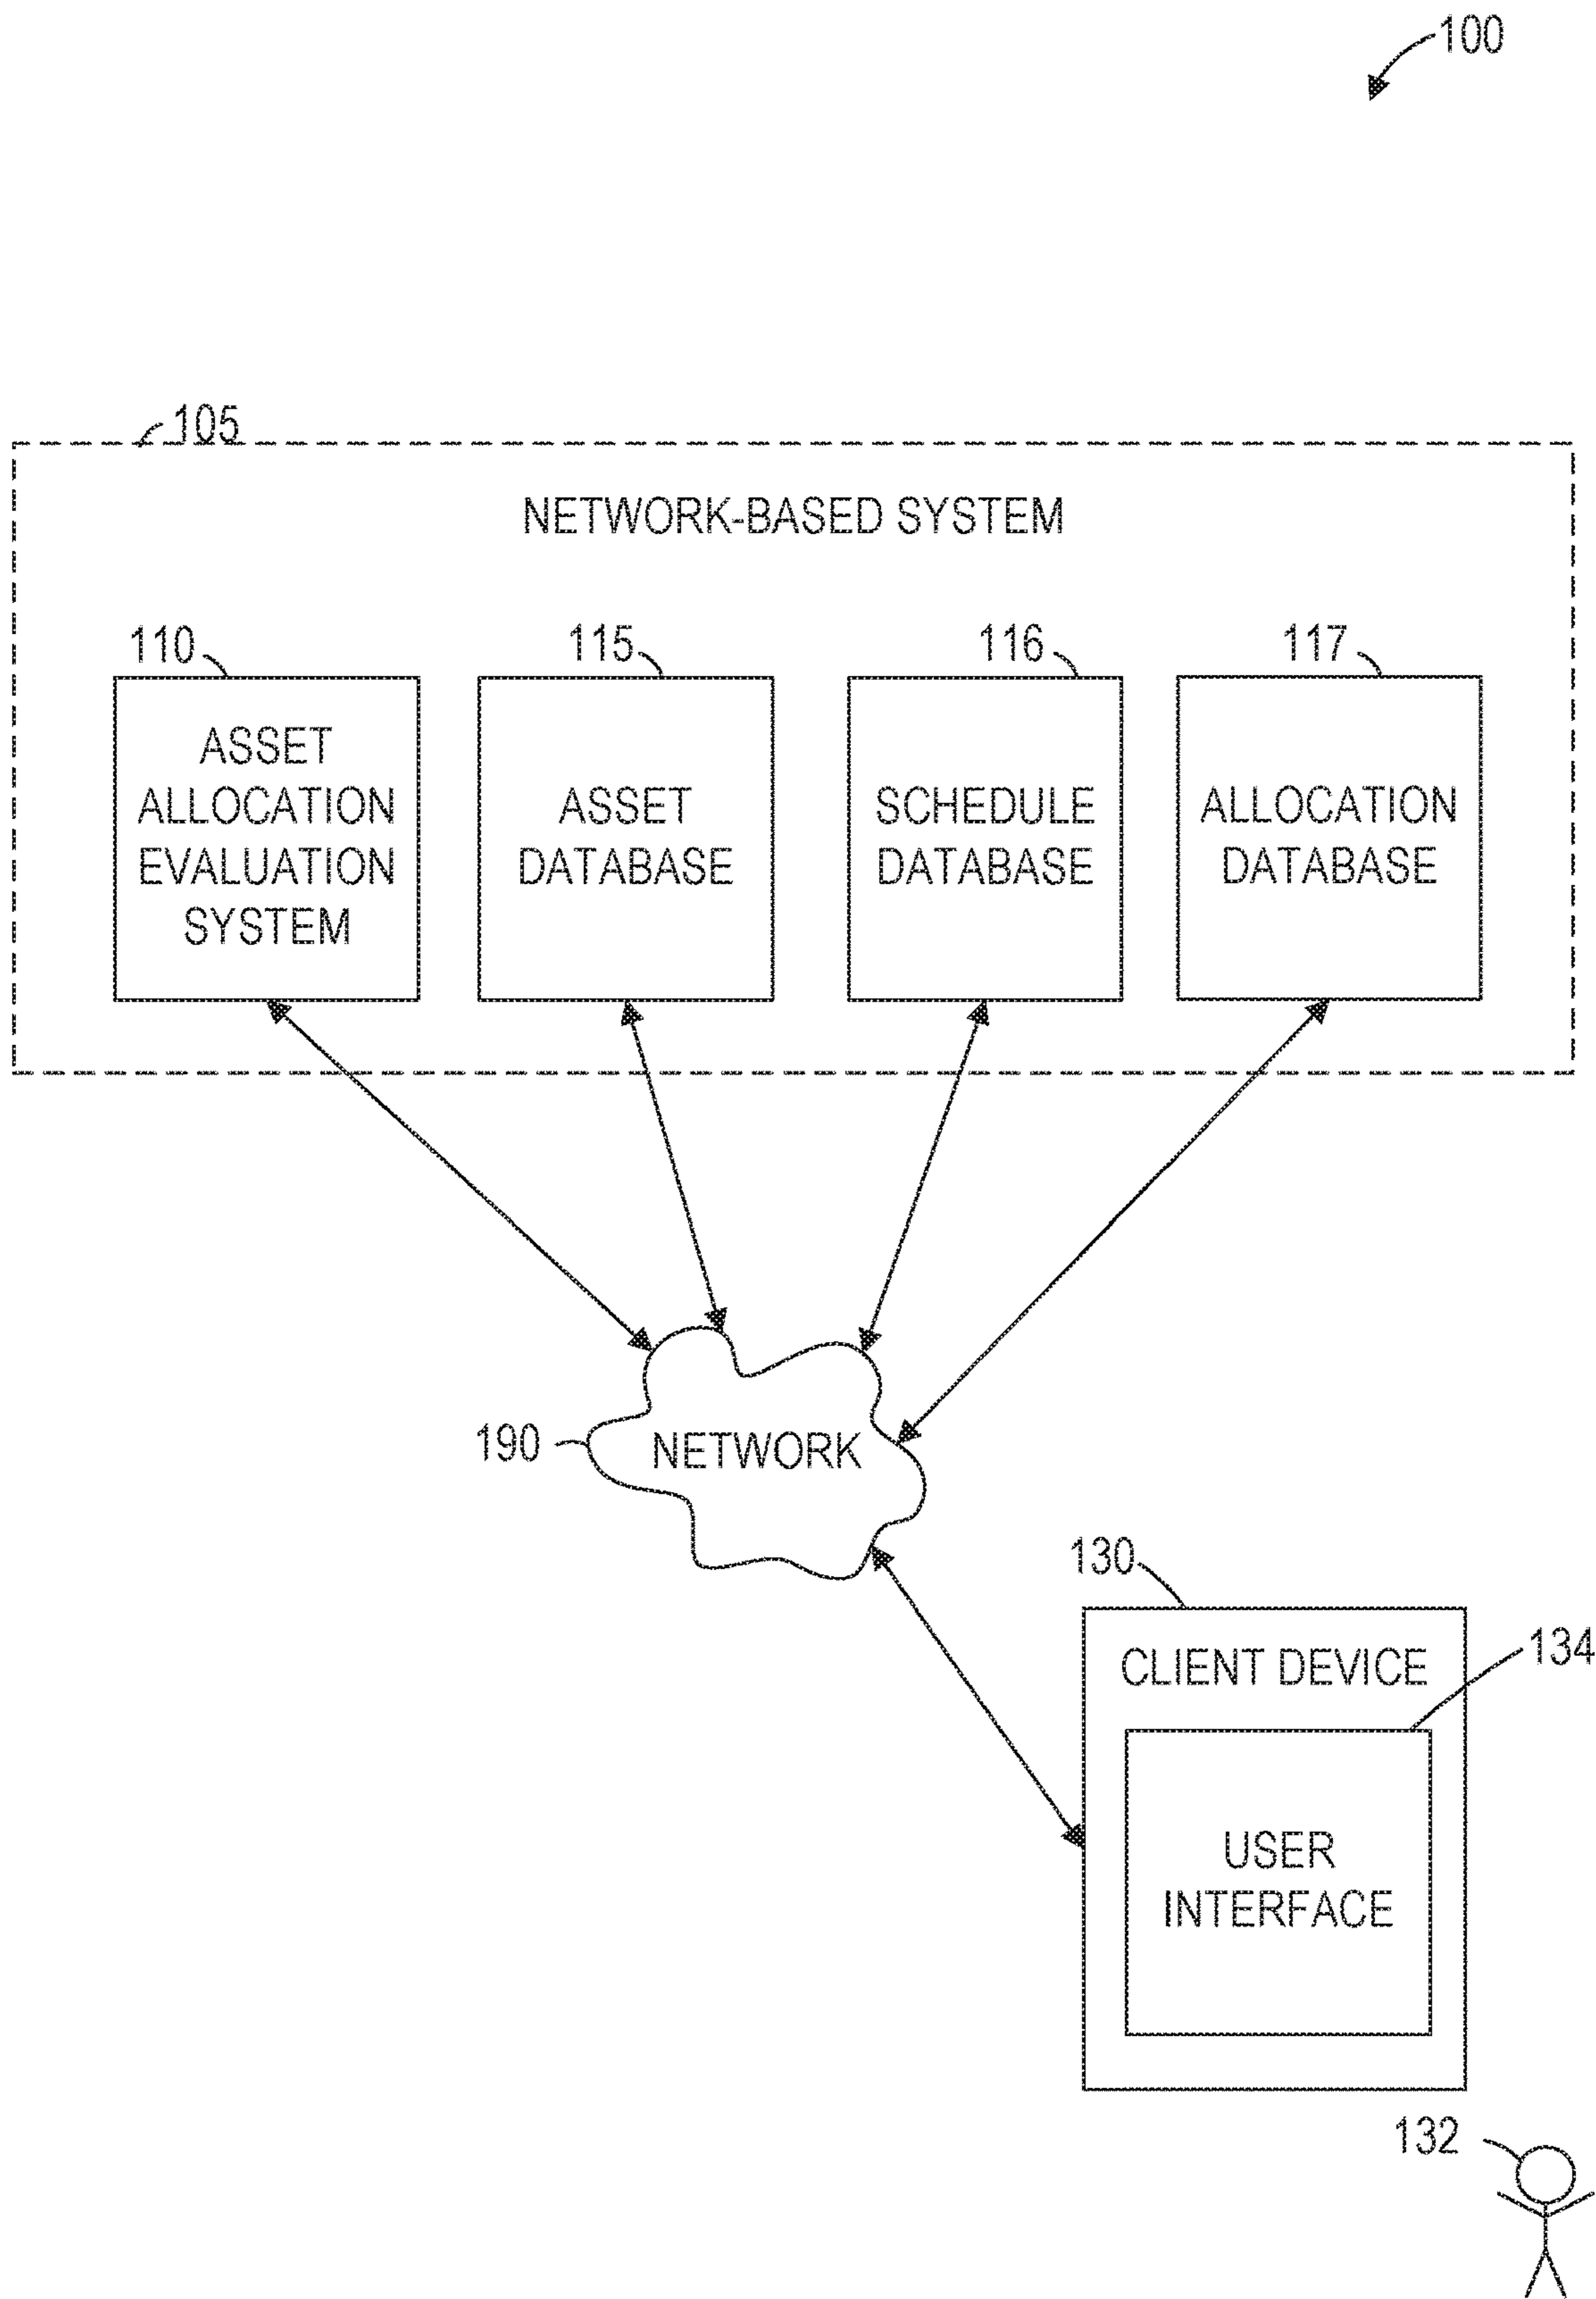 100
105
NETWORK-BASED SYSTEM
110
115
116
117
ASSET
ALLOCATION
EVALUATION
SYSTEM
ASSET
DATABASE
SCHEDULE
DATABASE
ALLOCATION
DATABASE
190
NETWORK
130
CLIENT DEVICE
134
USER
INTERFACE
132